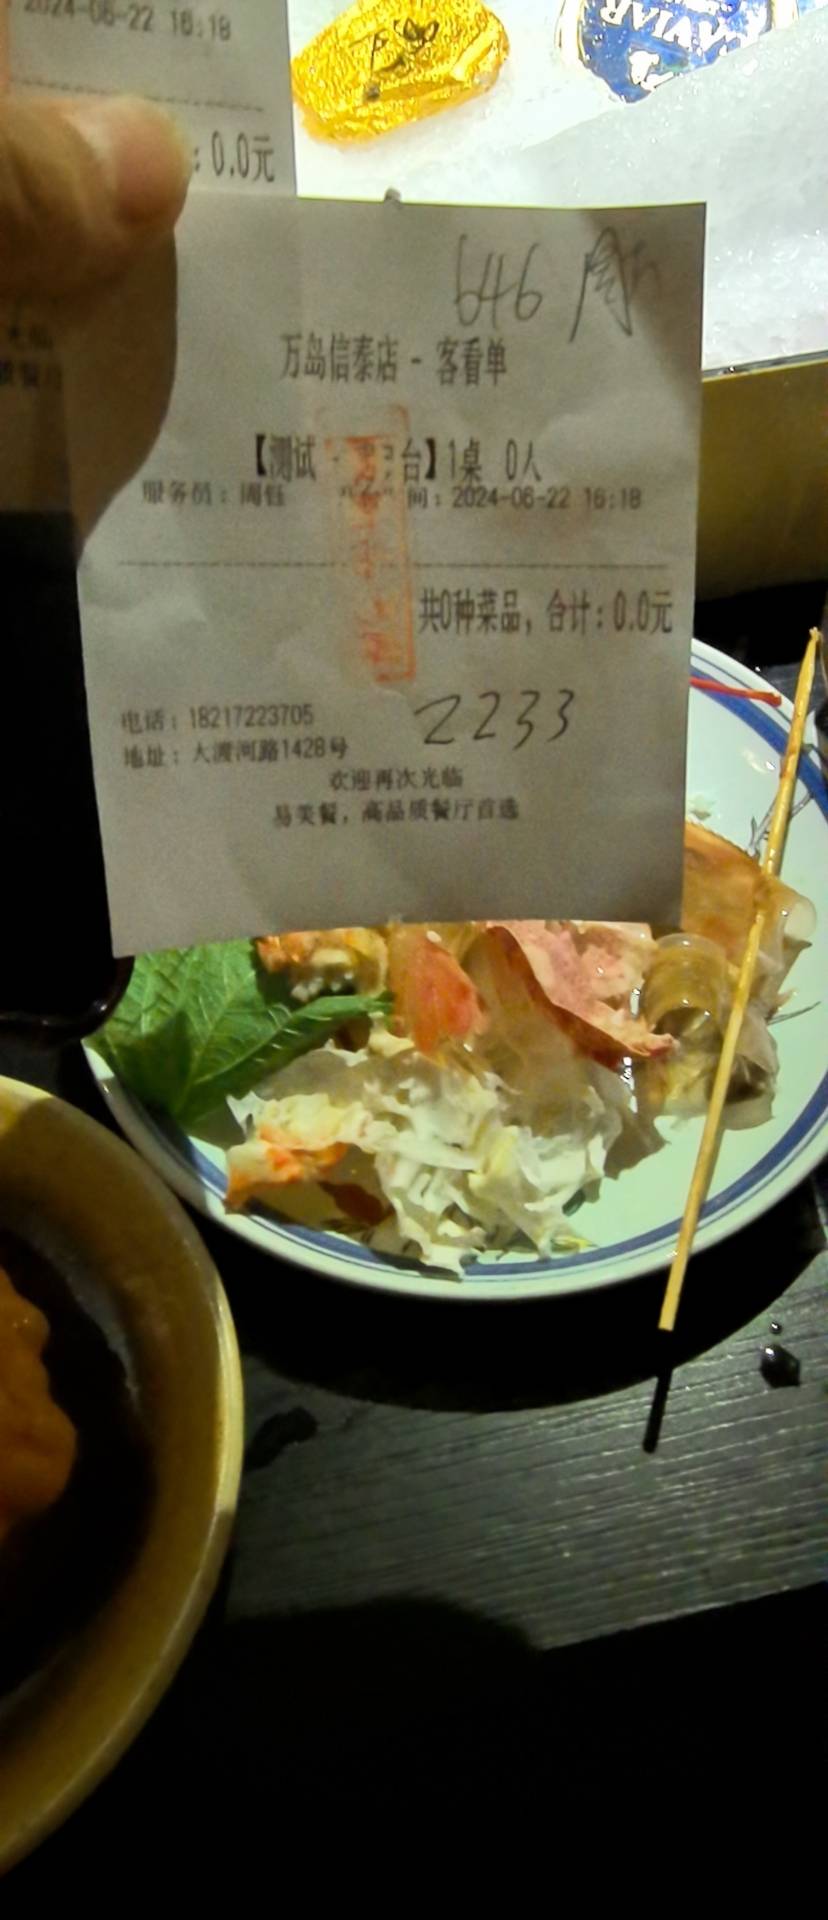 2024-06-22 16:18
：0.0元
CAVIAR
646 周
万岛信泰店 - 客看单
1桌 0人
服务员：周钰 间：2024-06-22 16:18
共0种菜品，合计：0.0元
电话：18217223705
2233
地址：大渡河路1428号
欢迎再次光临
易美餐，高品质餐厅首选